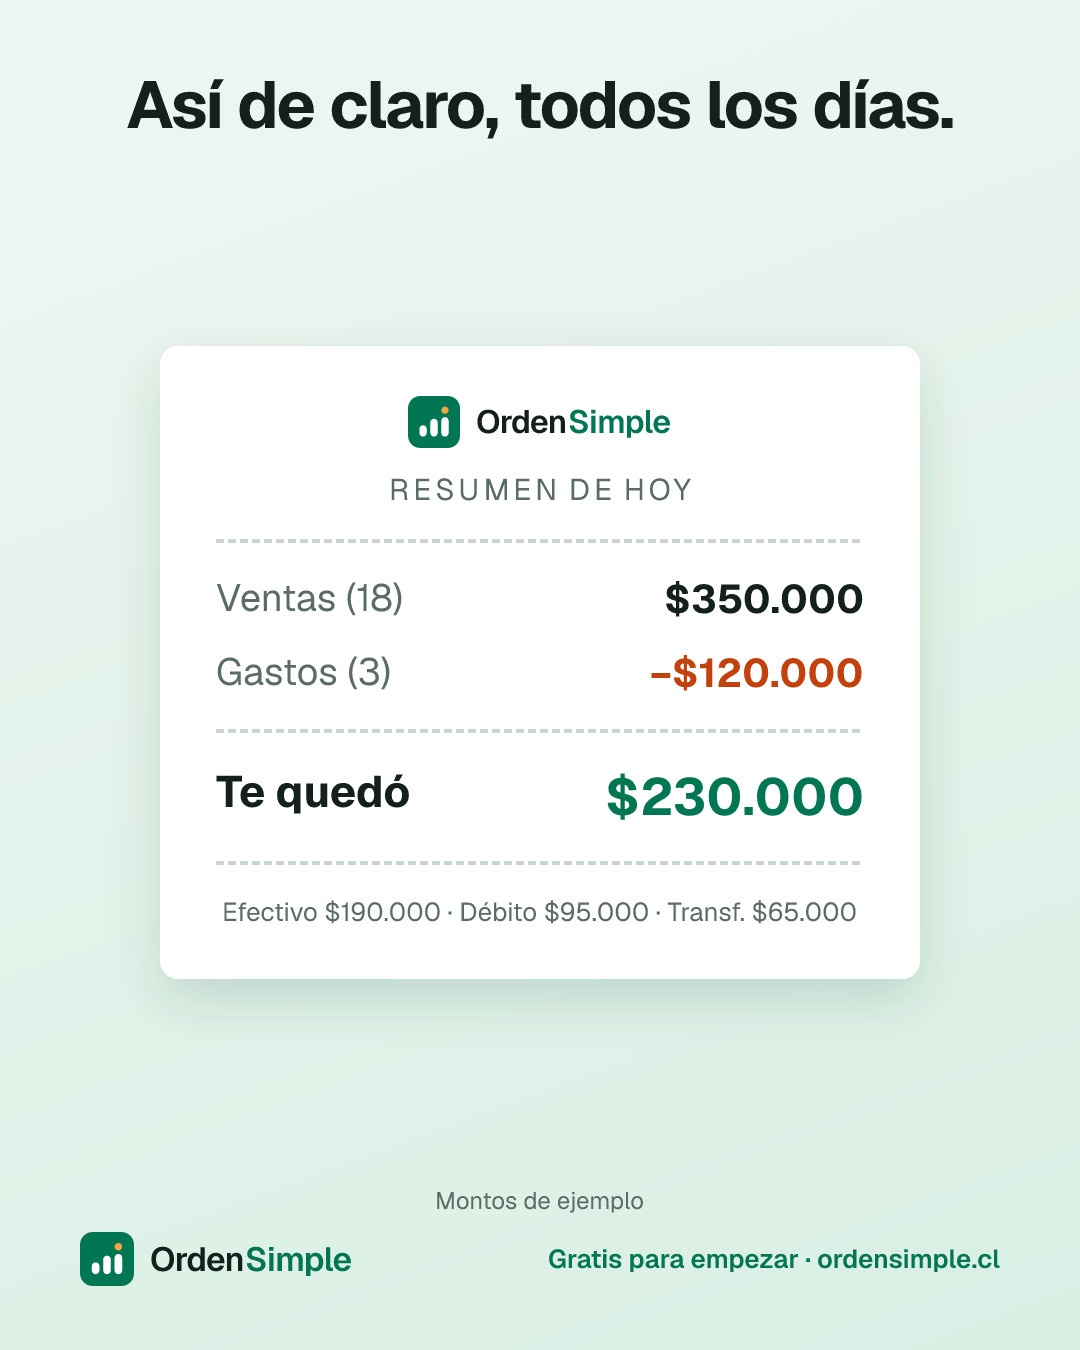 Así de claro, todos los días.
OrdenSimple
RESUMEN DE HOY
Ventas (18) $350.000
Gastos (3) –$120.000
Te quedó $230.000
Efectivo $190.000 · Débito $95.000 · Transf. $65.000
Montos de ejemplo
OrdenSimple Gratis para empezar · ordensimple.cl